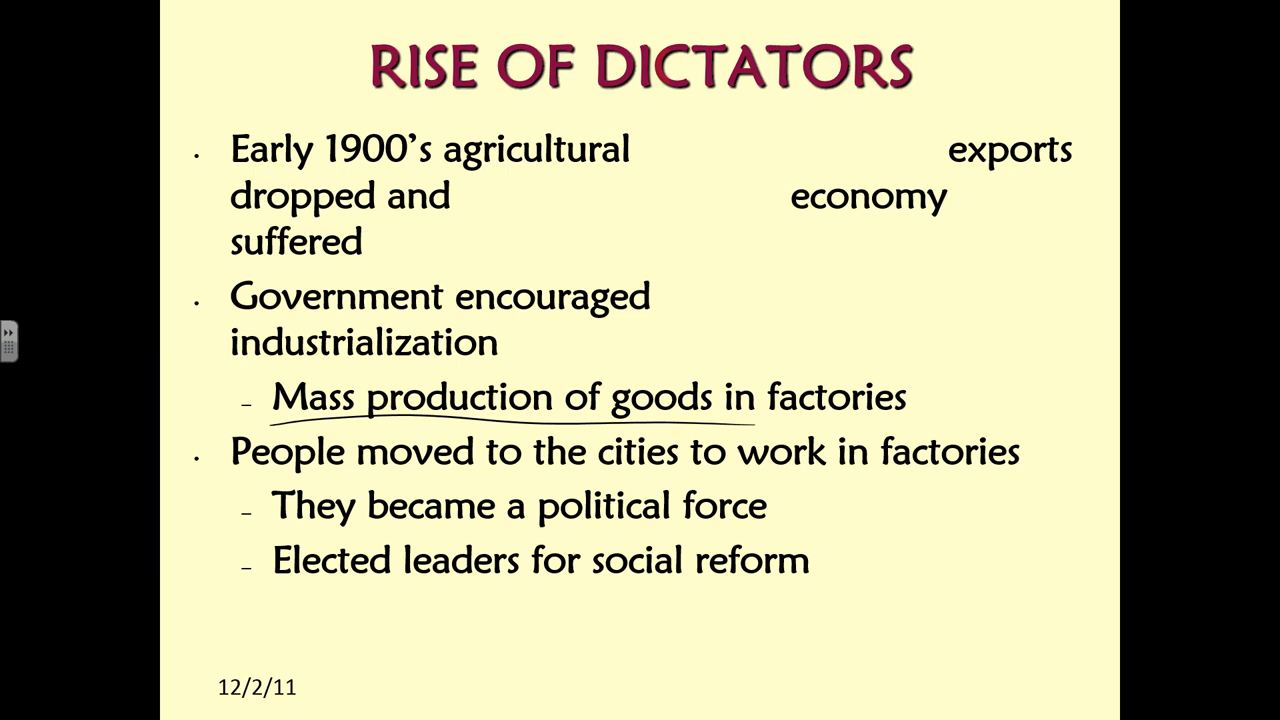 RISE OF DICTATORS
• Early 1900’s agricultural exports
dropped and economy
suffered
• Government encouraged
industrialization
– Mass production of goods in factories
• People moved to the cities to work in factories
– They became a political force
– Elected leaders for social reform
12/2/11